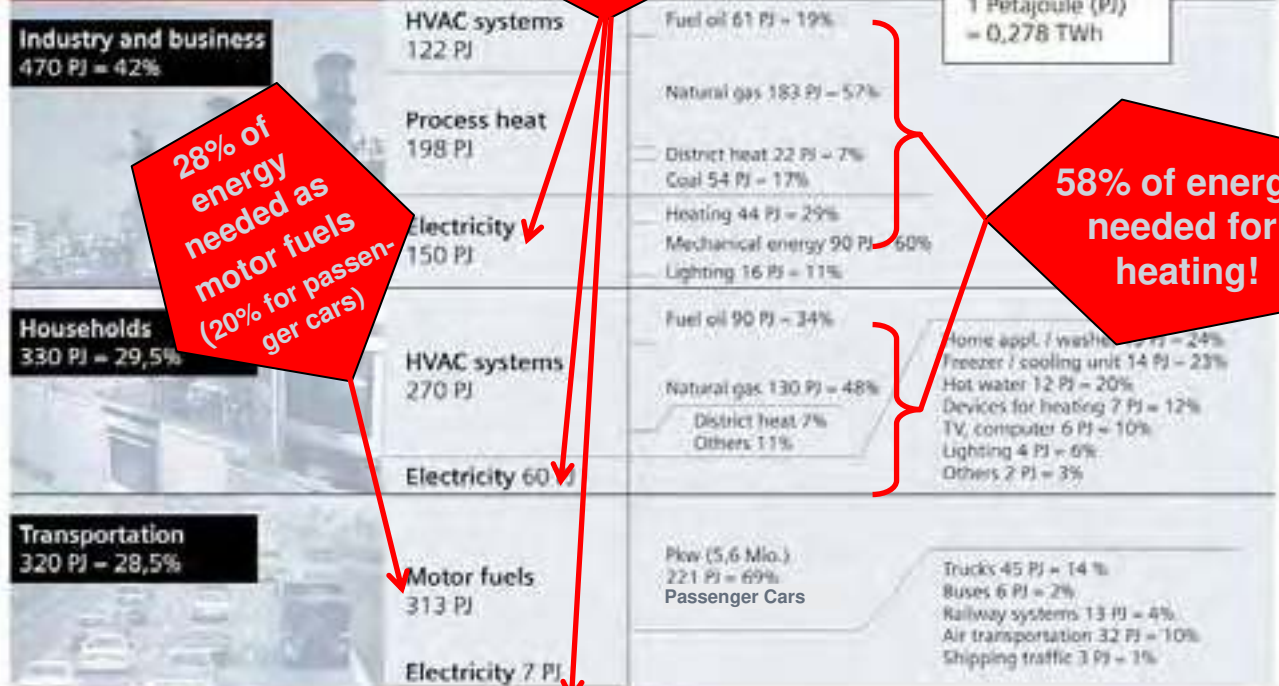 Industry and business
470 PJ = 42%
28% of
energy
needed as
motor fuels
(20% for passen-
ger cars)
HVAC systems
122 PJ
Process heat
198 PJ
Electricity
150 PJ
Fuel oil 61 PJ = 19%
Natural gas 183 PJ = 57%
District heat 22 PJ = 7%
Coal 54 PJ = 17%
Heating 44 PJ = 29%
Mechanical energy 90 PJ 60%
Lighting 16 PJ = 11%
1 Petajoule (PJ)
= 0,278 TWh
58% of energ
needed for
heating!
Households
330 PJ = 29,5%
HVAC systems
270 PJ
Electricity 60
Fuel oil 90 PJ = 34%
Natural gas 130 PJ = 48%
District heat 7%
Others 11%
Home appl. / washe = 24%
Freezer / cooling unit 14 PJ = 23%
Hot water 12 PJ = 20%
Devices for heating 7 PJ = 12%
TV, computer 6 PJ = 10%
Lighting 4 PJ = 6%
Others 2 PJ = 3%
Transportation
320 PJ = 28,5%
Motor fuels
313 PJ
Electricity 7 PJ
Pkw (5,6 Mio.)
221 PJ = 69%
Passenger Cars
Trucks 45 PJ = 14 %
Buses 6 PJ = 2%
Railway systems 13 PJ = 4%
Air transportation 32 PJ = 10%
Shipping traffic 3 PJ = 1%